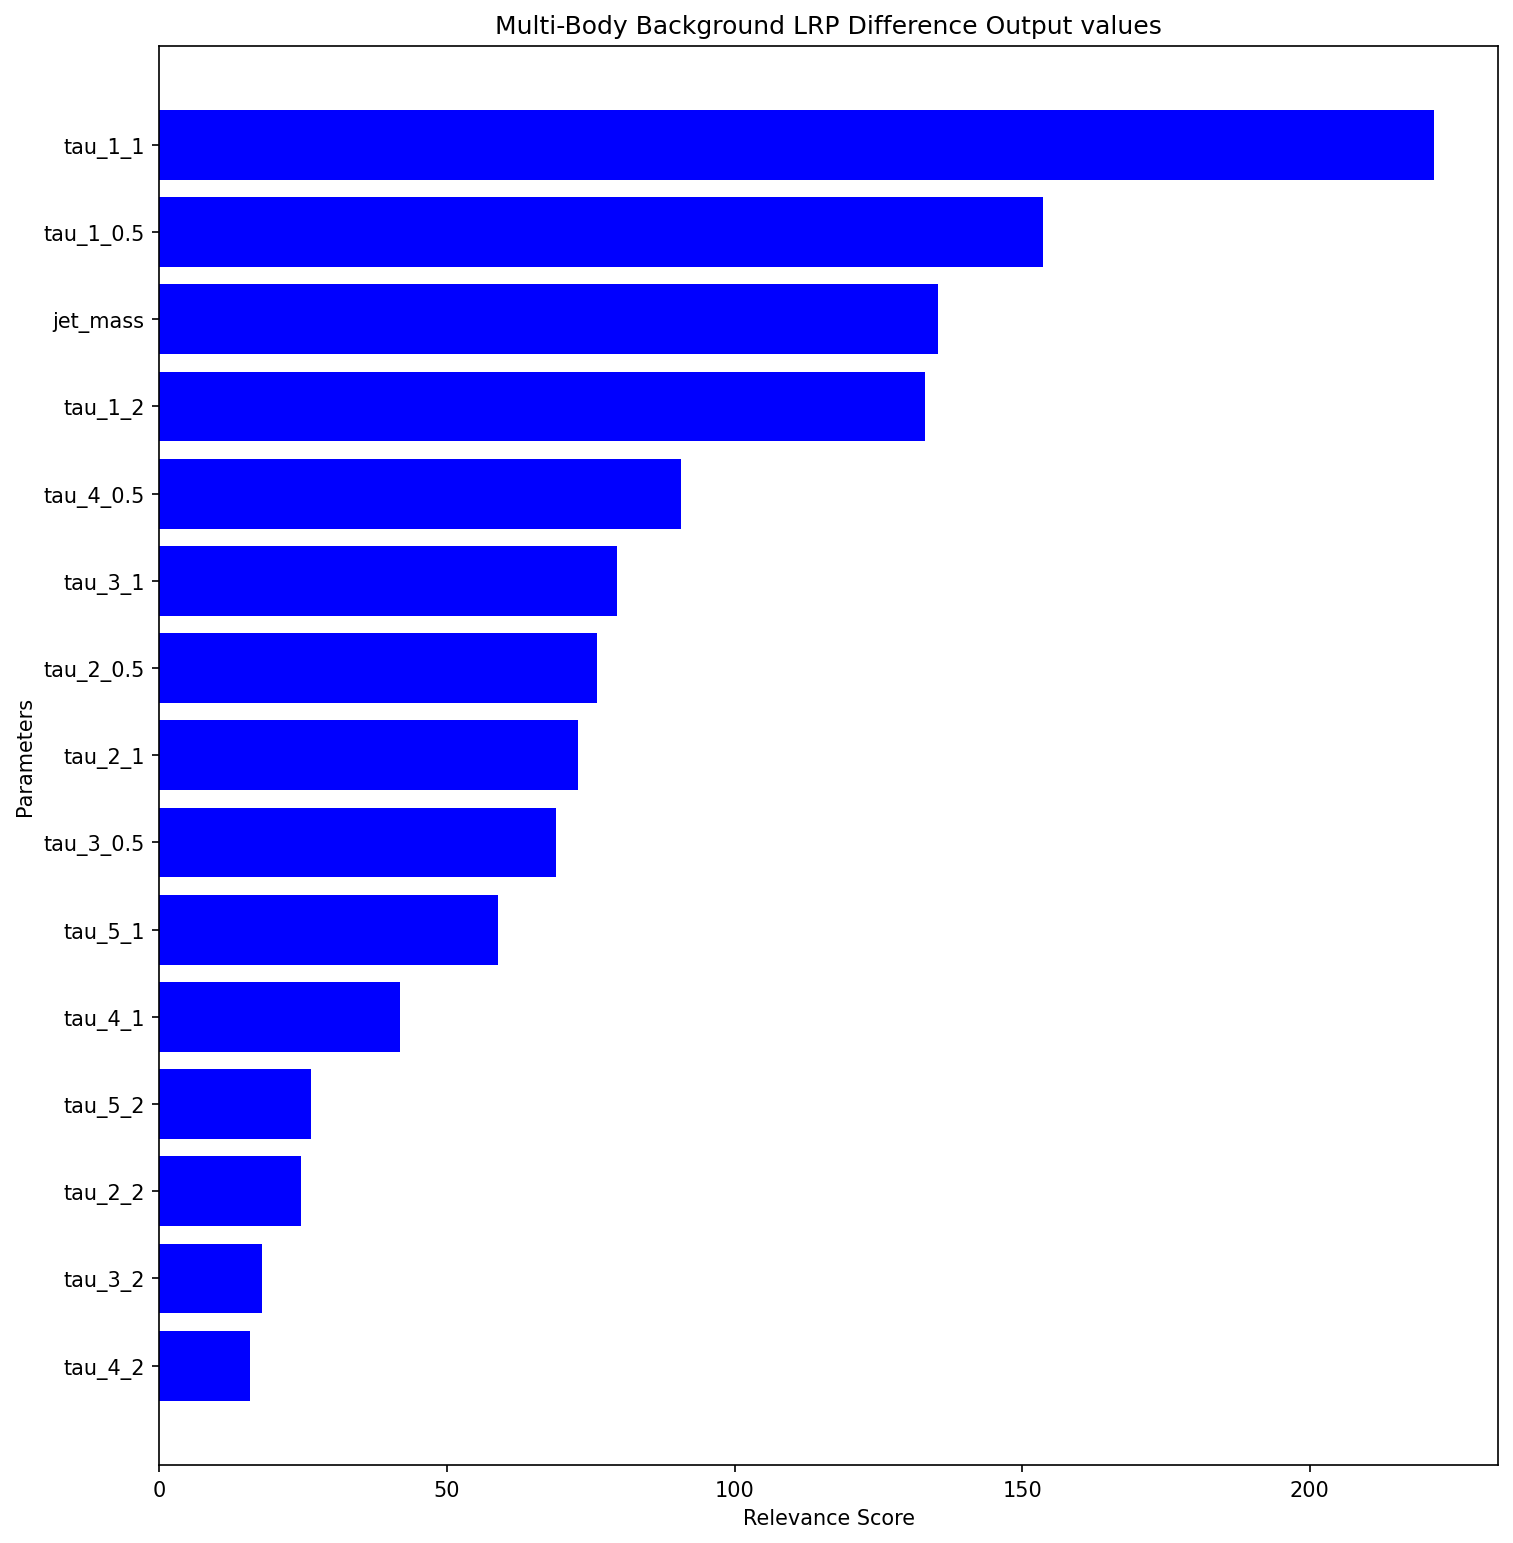 Multi-Body Background LRP Difference Output values
tau_1_1
tau_1_0.5
jet_mass
tau_1_2
tau_4_0.5
tau_3_1
tau_2_0.5
tau_2_1
tau_3_0.5
tau_5_1
tau_4_1
tau_5_2
tau_2_2
tau_3_2
tau_4_2
Parameters
0 50 100 150 200
Relevance Score